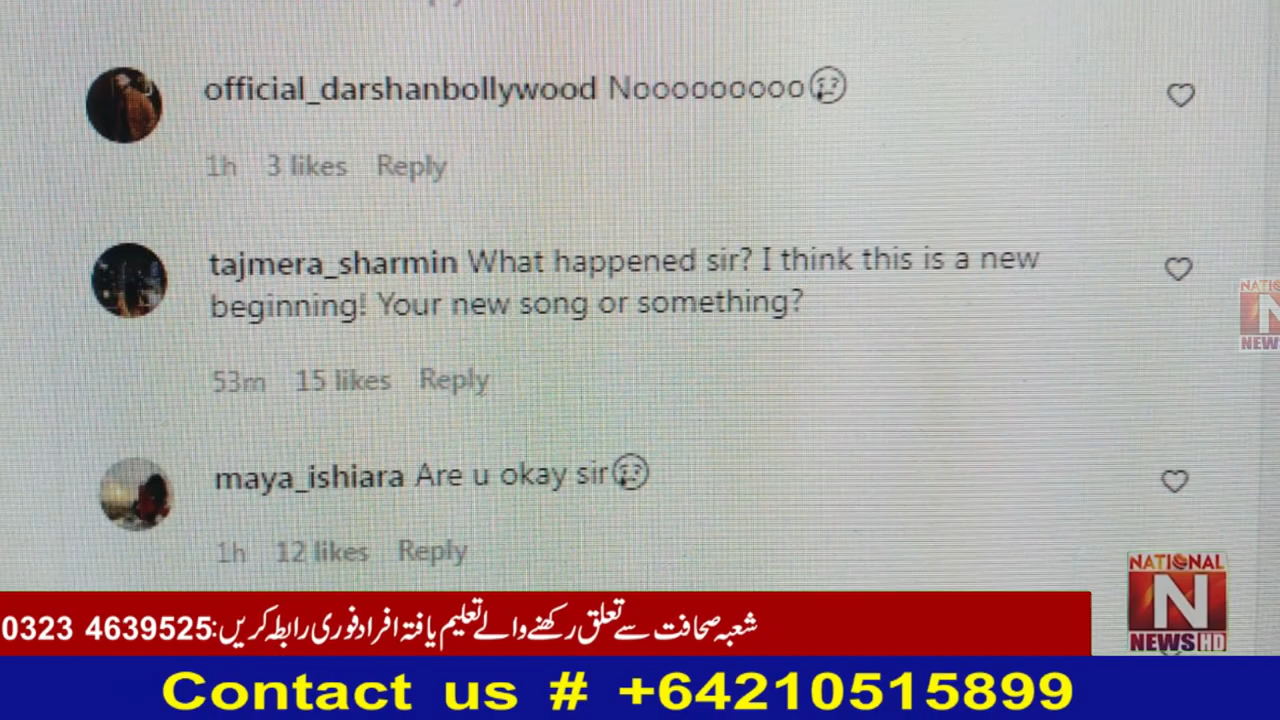 official_darshanbollywood Nooooooooo😢
1h 3 likes Reply
tajmera_sharmin What happened sir? I think this is a new
beginning! Your new song or something?
53m 15 likes Reply
maya_ishiara Are u okay sir😢
1h 12 likes Reply
NATIO
N
NEWS
NATIONAL
N
NEWS HD
شعبہ صحافت سے تعلق رکھنے والے تعلیم یافتہ افراد فوری رابطہ کریں: 0323 4639525
Contact us # +64210515899